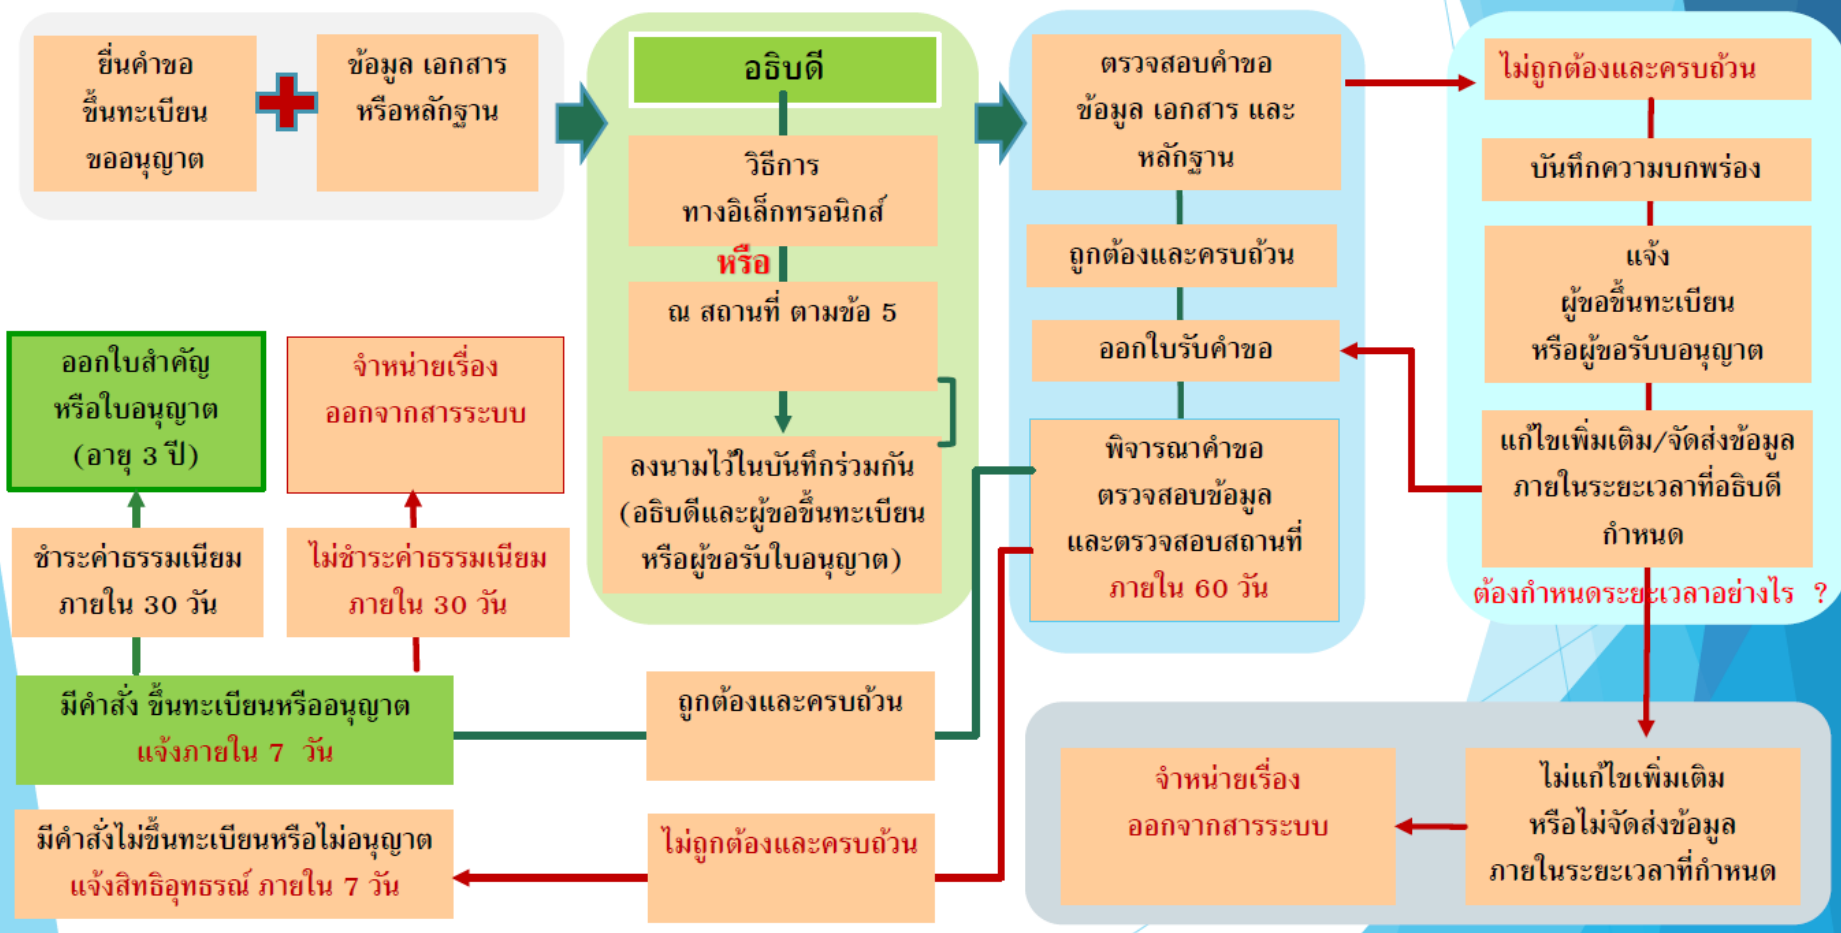 ยื่นคำขอ
ขึ้นทะเบียน
ขออนุญาต
ข้อมูล เอกสาร
หรือหลักฐาน
อธิบดี
วิธีการ
ทางอิเล็กทรอนิกส์
หรือ
ณ สถานที่ ตามข้อ 5
ลงนามไว้ในบันทึกร่วมกัน
(อธิบดีและผู้ขอขึ้นทะเบียน
หรือผู้ขอรับใบอนุญาต)
ตรวจสอบคำขอ
ข้อมูล เอกสาร และ
หลักฐาน
ถูกต้องและครบถ้วน
ออกใบรับคำขอ
พิจารณาคำขอ
ตรวจสอบข้อมูล
และตรวจสอบสถานที่
ภายใน 60 วัน
ไม่ถูกต้องและครบถ้วน
บันทึกความบกพร่อง
แจ้ง
ผู้ขอขึ้นทะเบียน
หรือผู้ขอรับบอนุญาต
แก้ไขเพิ่มเติม/จัดส่งข้อมูล
ภายในระยะเวลาที่อธิบดี
กำหนด
ต้องกำหนดระยะเวลาอย่างไร ?
ออกใบสำคัญ
หรือใบอนุญาต
(อายุ 3 ปี)
จำหน่ายเรื่อง
ออกจากสารระบบ
ชำระค่าธรรมเนียม
ภายใน 30 วัน
ไม่ชำระค่าธรรมเนียม
ภายใน 30 วัน
มีคำสั่ง ขึ้นทะเบียนหรืออนุญาต
แจ้งภายใน 7 วัน
ถูกต้องและครบถ้วน
มีคำสั่งไม่ขึ้นทะเบียนหรือไม่อนุญาต
แจ้งสิทธิอุทธรณ์ ภายใน 7 วัน
ไม่ถูกต้องและครบถ้วน
จำหน่ายเรื่อง
ออกจากสารระบบ
ไม่แก้ไขเพิ่มเติม
หรือไม่จัดส่งข้อมูล
ภายในระยะเวลาที่กำหนด